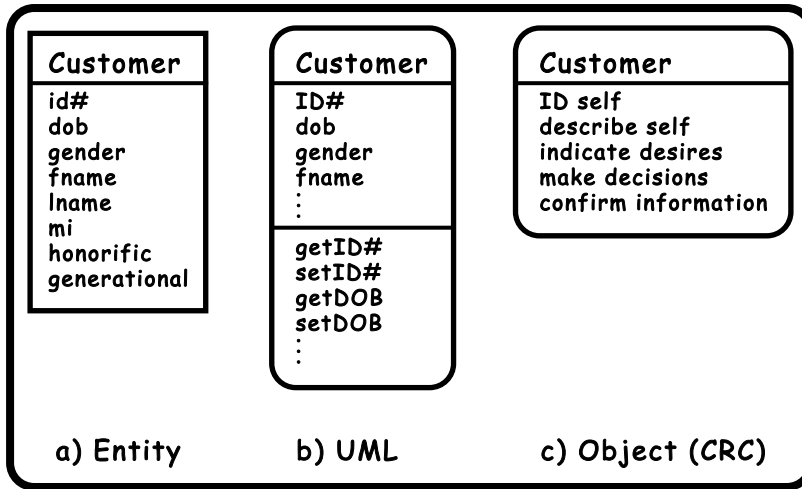 Customer
id#
dob
gender
fname
lname
mi
honorific
generational
a) Entity
Customer
ID#
dob
gender
fname
⋮
getID#
setID#
getDOB
setDOB
⋮
b) UML
Customer
ID self
describe self
indicate desires
make decisions
confirm information
c) Object (CRC)